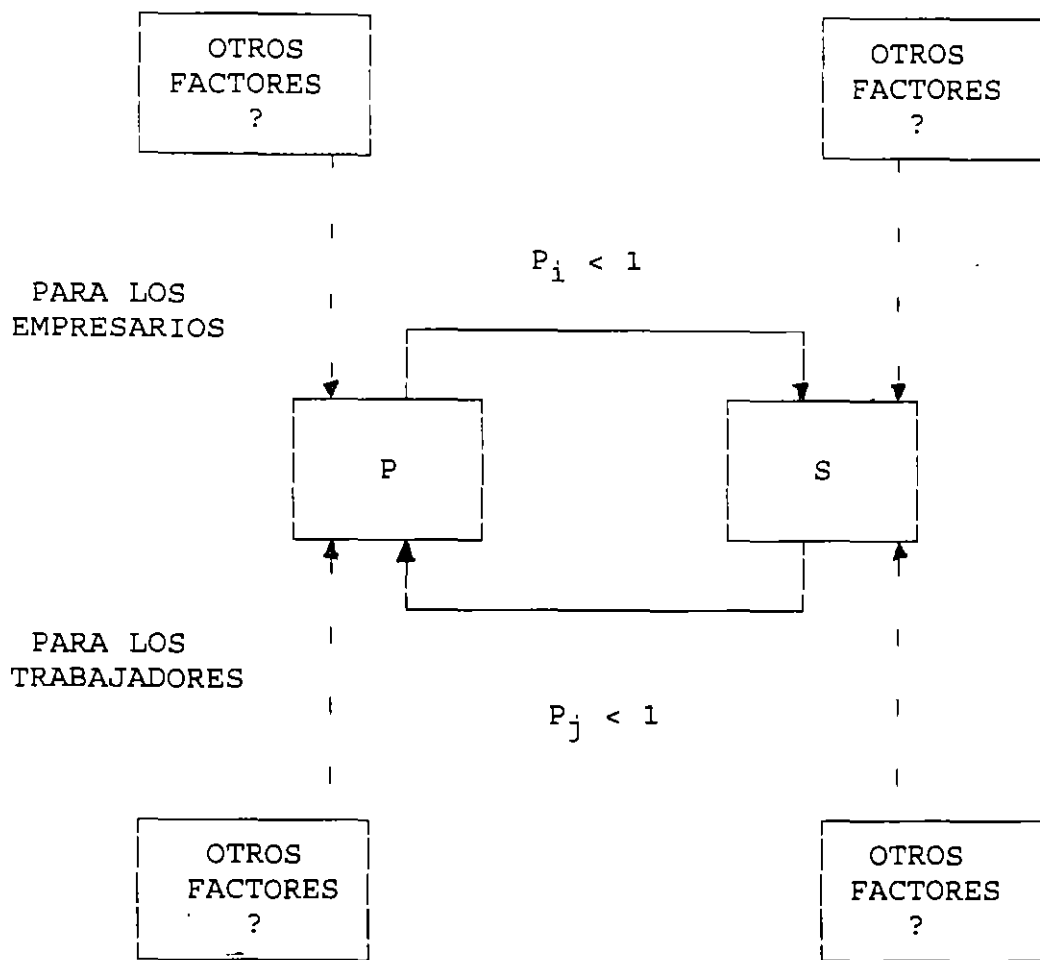 OTROS
FACTORES
?
OTROS
FACTORES
?
P_i < 1
PARA LOS
EMPRESARIOS
P
S
PARA LOS
TRABAJADORES
P_j < 1
OTROS
FACTORES
?
OTROS
FACTORES
?